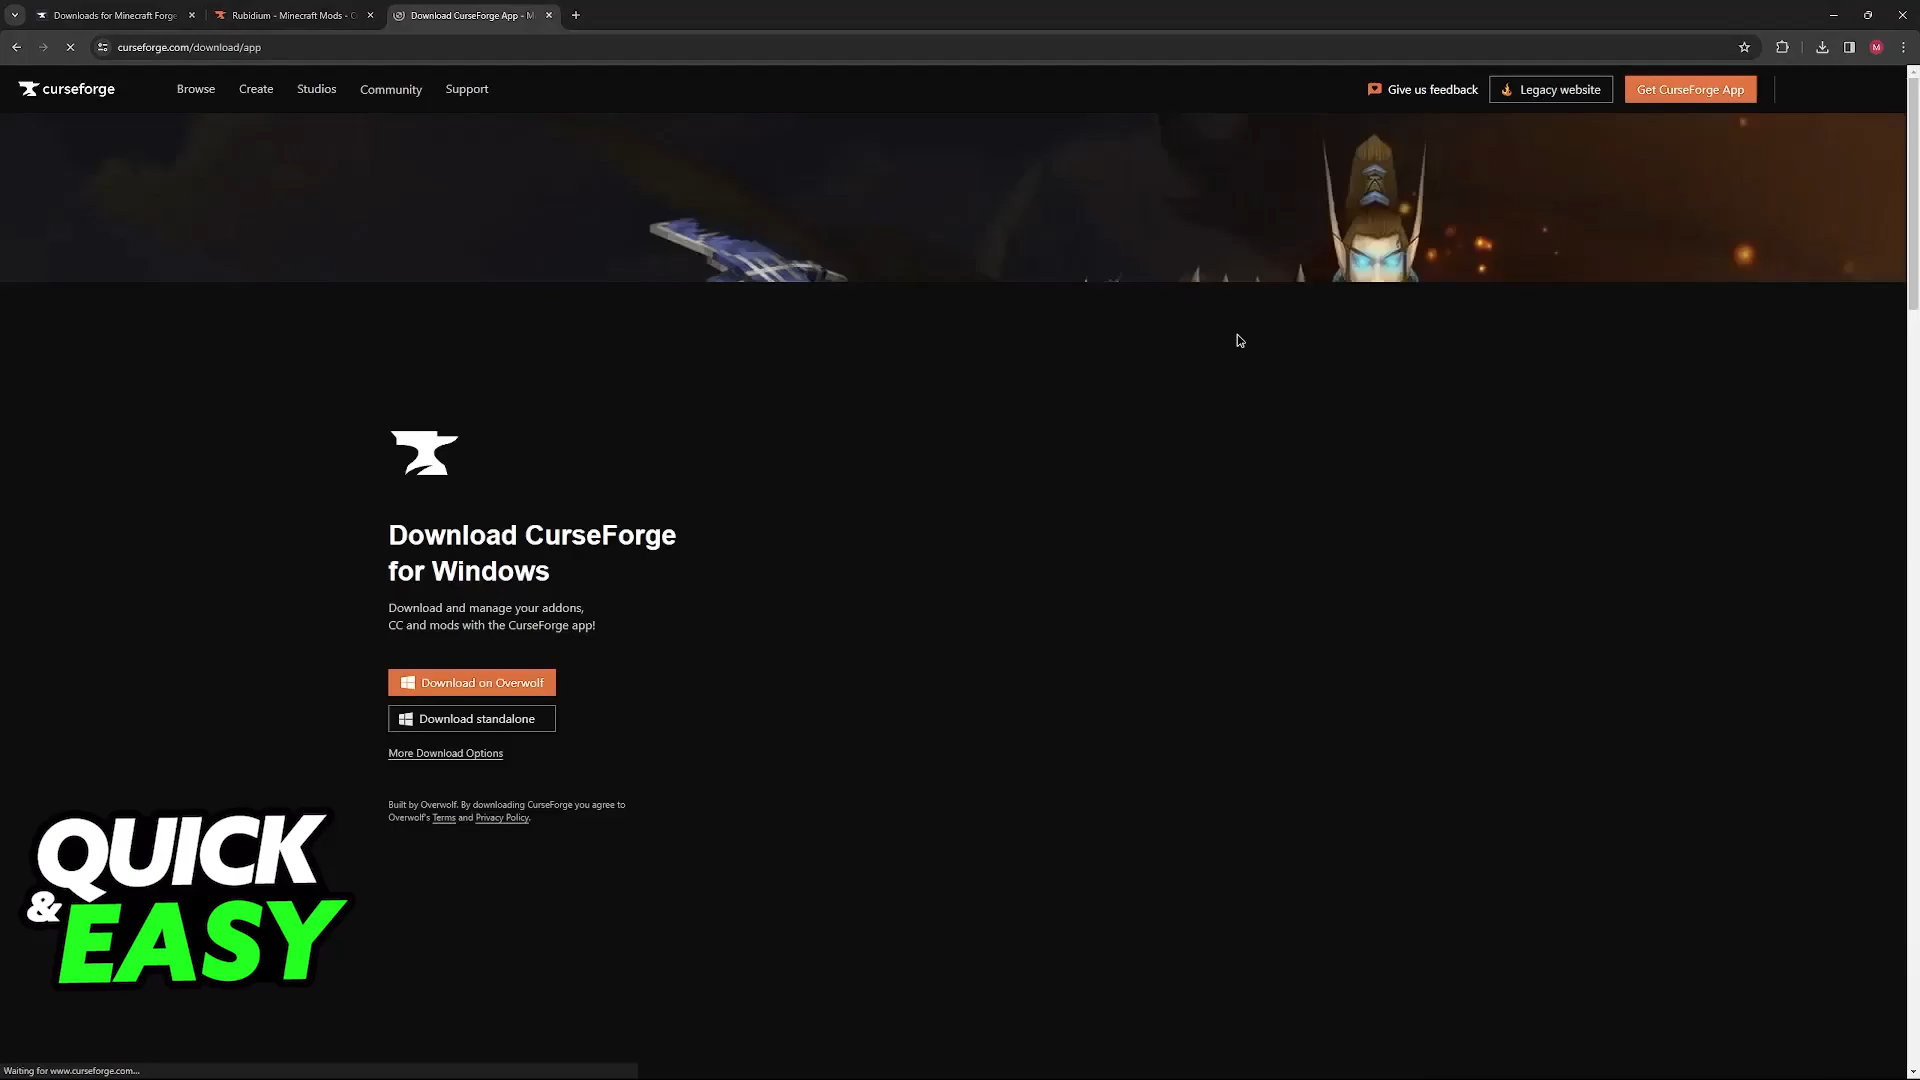 Downloads for Minecraft Forge
Rubidium - Minecraft Mods - C
Download CurseForge App - M
curseforge.com/download/app
M
curseforge
Browse
Create
Studios
Community
Support
Give us feedback
Legacy website
Get CurseForge App
Download CurseForge
for Windows
Download and manage your addons,
CC and mods with the CurseForge app!
Download on Overwolf
Download standalone
More Download Options
Built by Overwolf. By downloading CurseForge you agree to
Overwolf's Terms and Privacy Policy.
QUICK
&EASY
Waiting for www.curseforge.com...